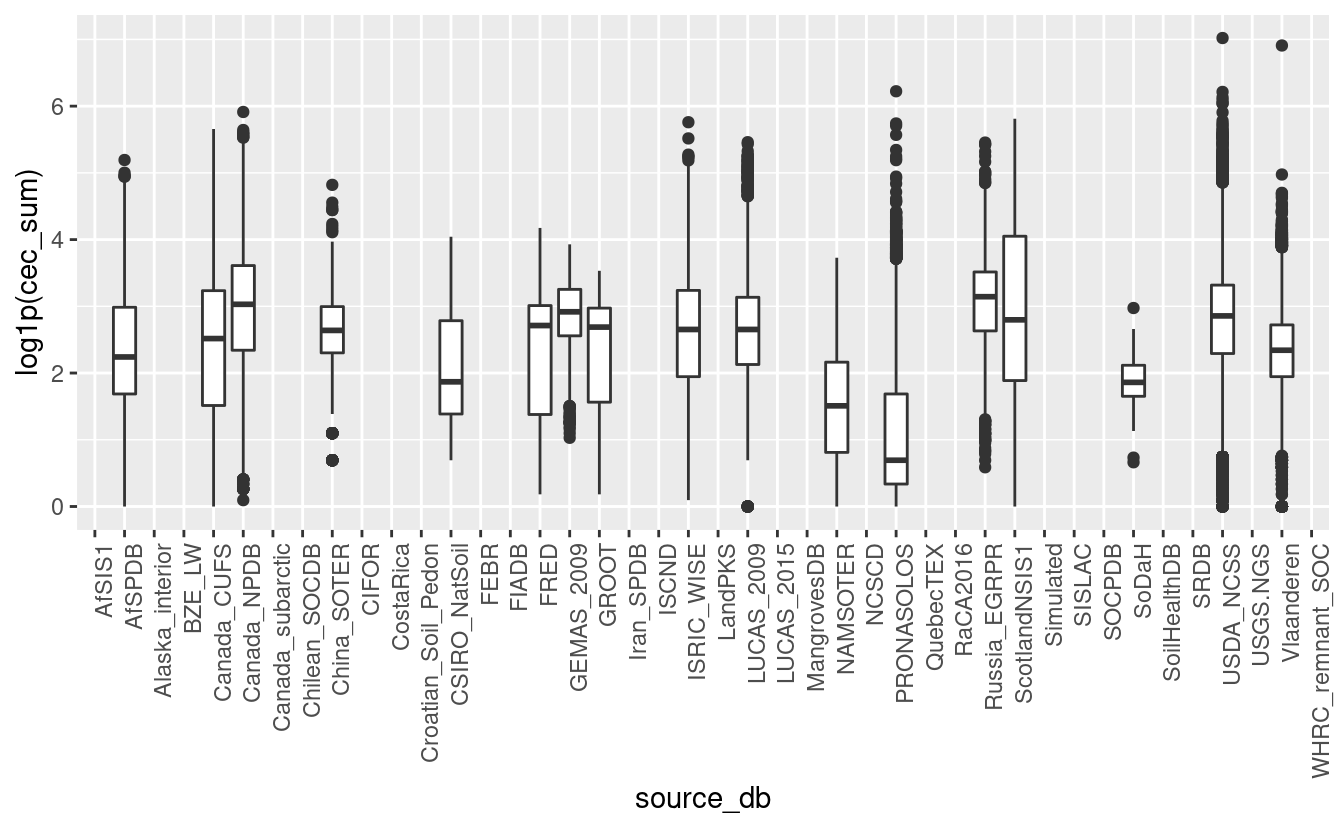 6
4
2
0
log1p(cec_sum)
AfSIS1
AfSPDB
Alaska_interior
BZE_LW
Canada_CUFS
Canada_NPDB
Canada_subarctic
Chilean_SOCDB
China_SOTER
CIFOR
CostaRica
Croatian_Soil_Pedon
CSIRO_NatSoil
FEBR
FIADB
FRED
GEMAS_2009
GROOT
Iran_SPDB
ISCND
ISRIC_WISE
LandPKS
LUCAS_2009
LUCAS_2015
MangrovesDB
NAMSOTER
NCSCD
PRONASOLOS
QuebecTEX
RaCA2016
Russia_EGRPR
ScotlandNSIS1
Simulated
SISLAC
SOCPDB
SoDaH
SoilHealthDB
SRDB
USDA_NCSS
USGS.NGS
Vlaanderen
WHRC_remnant_SOC
source_db